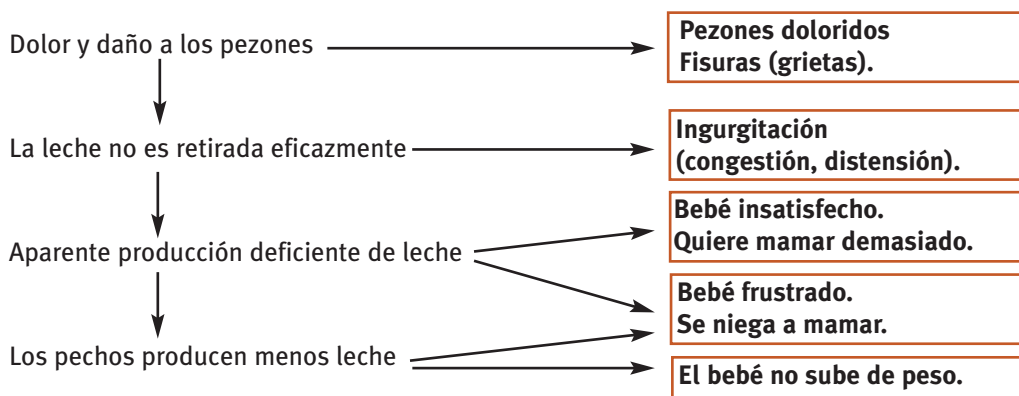 Dolor y daño a los pezones
Pezones doloridos
Fisuras (grietas).
La leche no es retirada eficazmente
Ingurgitación
(congestión, distensión).
Aparente producción deficiente de leche
Bebé insatisfecho.
Quiere mamar demasiado.
Bebé frustrado.
Se niega a mamar.
Los pechos producen menos leche
El bebé no sube de peso.